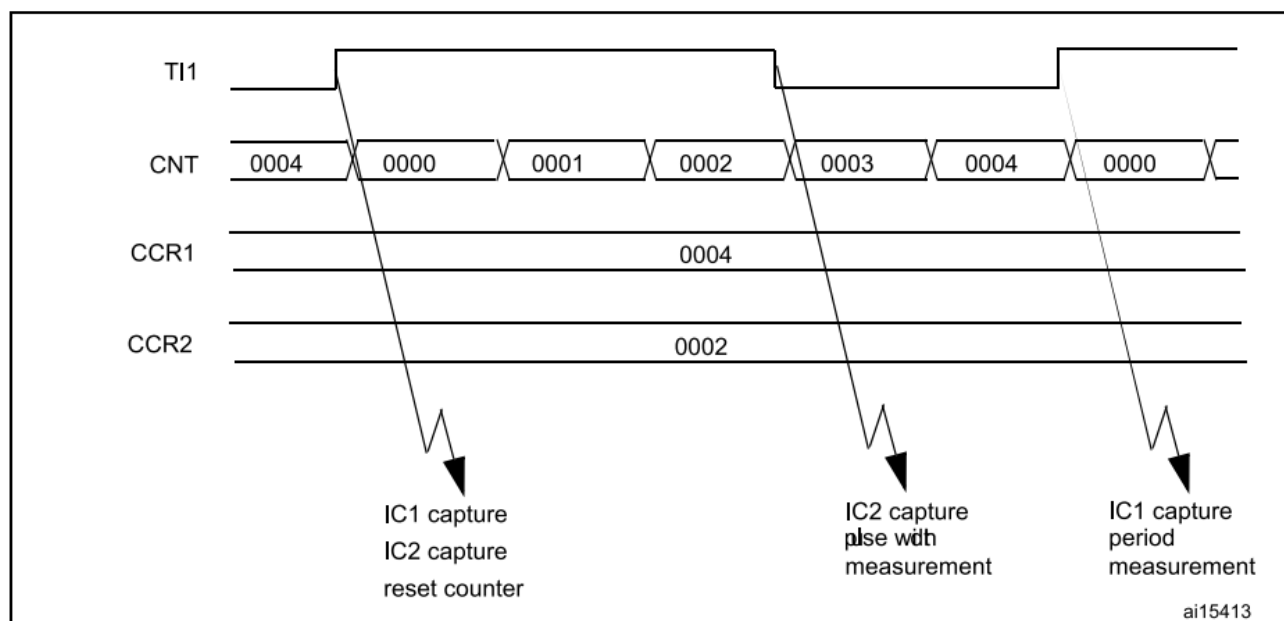 TI1
CNT 0004 0000 0001 0002 0003 0004 0000
CCR1 0004
CCR2 0002
IC1 capture
IC2 capture
reset counter
IC2 capture
measurement
IC1 capture
period
measurement
ai15413